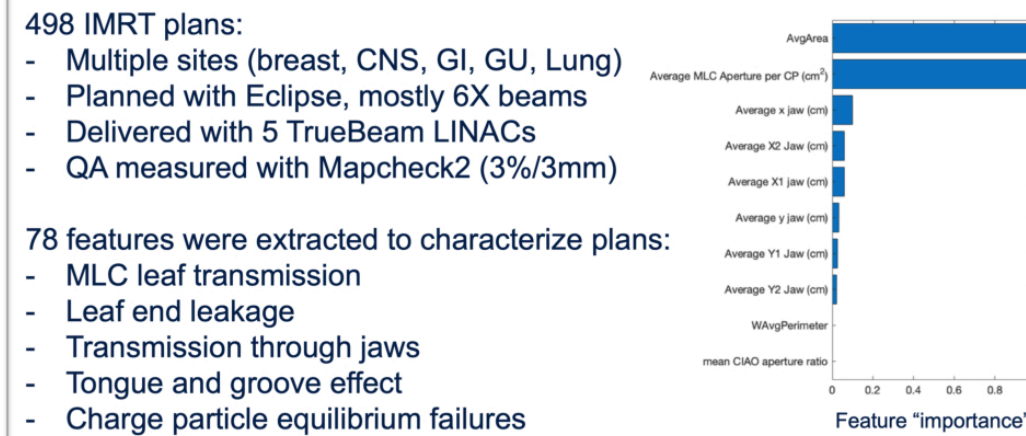 498 IMRT plans:
- Multiple sites (breast, CNS, GI, GU, Lung)
- Planned with Eclipse, mostly 6X beams
- Delivered with 5 TrueBeam LINACs
- QA measured with Mapcheck2 (3%/3mm)
78 features were extracted to characterize plans:
- MLC leaf transmission
- Leaf end leakage
- Transmission through jaws
- Tongue and groove effect
- Charge particle equilibrium failures
AvgArea
Average MLC Aperture per CP (cm²)
Average x jaw (cm)
Average X2 Jaw (cm)
Average X1 jaw (cm)
Average y jaw (cm)
Average Y1 Jaw (cm)
Average Y2 Jaw (cm)
WAvgPerimeter
mean CIAO aperture ratio
0 0.2 0.4 0.6 0.8
Feature “importance”